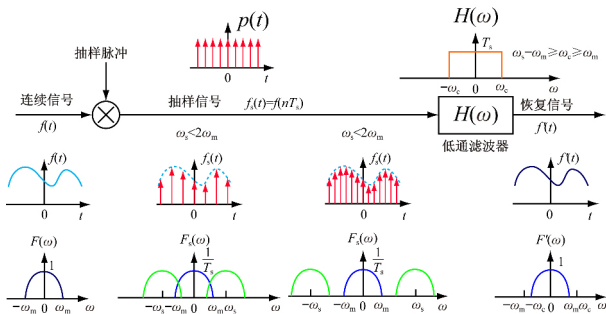 p(t)
0
t
H(ω)
T_s
ω_s−ω_m≥ω_c≥ω_m
−ω_c
0
ω_c
ω
抽样脉冲
连续信号
f(t)
抽样信号
f_s(t)=f(nT_s)
H(ω)
恢复信号
f'(t)
低通滤波器
ω_s<2ω_m
ω_s<2ω_m
f(t)
0
t
f_s(t)
0
t
f_s(t)
0
t
f'(t)
0
t
F(ω)
1
−ω_m
0
ω_m
ω
F_s(ω)
1/T_s
−ω_s
−ω_m
0
ω_m
ω_s
ω
F_s(ω)
1/T_s
−ω_s
−ω_m
0
ω_m
ω_s
ω
F'(ω)
1
−ω_m
−ω_c
0
ω_m
ω_c
ω